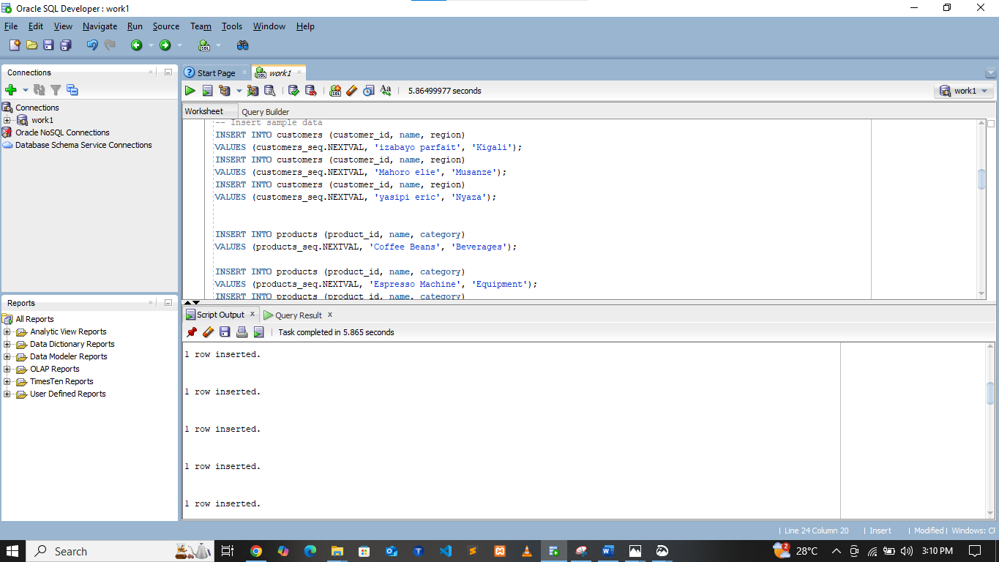 Oracle SQL Developer : work1
File Edit View Navigate Run Source Team Tools Window Help
Connections
Connections
work1
Oracle NoSQL Connections
Database Schema Service Connections
Reports
All Reports
Analytic View Reports
Data Dictionary Reports
Data Modeler Reports
OLAP Reports
TimesTen Reports
User Defined Reports
Start Page work1
5.86499977 seconds
work1
Worksheet Query Builder
-- Insert sample data
INSERT INTO customers (customer_id, name, region)
VALUES (customers_seq.NEXTVAL, 'izabayo parfait', 'Kigali');
INSERT INTO customers (customer_id, name, region)
VALUES (customers_seq.NEXTVAL, 'Mahoro elie', 'Musanze');
INSERT INTO customers (customer_id, name, region)
VALUES (customers_seq.NEXTVAL, 'yasipi eric', 'Nyaza');
INSERT INTO products (product_id, name, category)
VALUES (products_seq.NEXTVAL, 'Coffee Beans', 'Beverages');
INSERT INTO products (product_id, name, category)
VALUES (products_seq.NEXTVAL, 'Espresso Machine', 'Equipment');
INSERT INTO products (product_id, name, category)
Script Output Query Result
Task completed in 5.865 seconds
1 row inserted.
1 row inserted.
1 row inserted.
1 row inserted.
1 row inserted.
Line 24 Column 20 Insert Modified Windows: CF
Search
28°C
3:10 PM